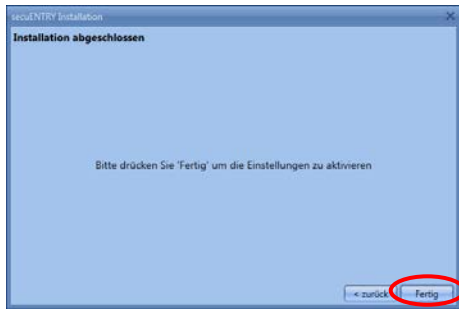 secuENTRY Installation
Installation abgeschlossen
Bitte drücken Sie 'Fertig' um die Einstellungen zu aktivieren
< zurück
Fertig